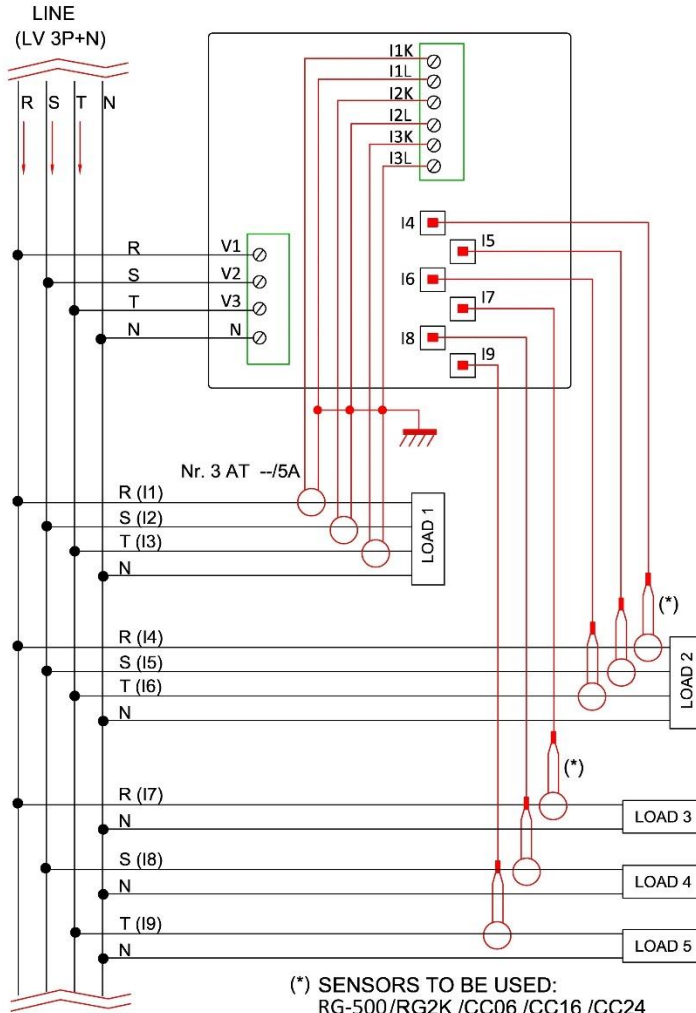 LINE
(LV 3P+N)
R S T N
I1K
I1L
I2K
I2L
I3K
I3L
I4
I5
I6
I7
I8
I9
R V1
S V2
T V3
N N
Nr. 3 AT --/5A
R (I1)
S (I2)
T (I3)
N
LOAD 1
(*)
R (I4)
S (I5)
T (I6)
N
LOAD 2
(*)
R (I7)
N
LOAD 3
S (I8)
N
LOAD 4
T (I9)
N
LOAD 5
(*) SENSORS TO BE USED:
RG-500/RG2K /CC06 /CC16 /CC24